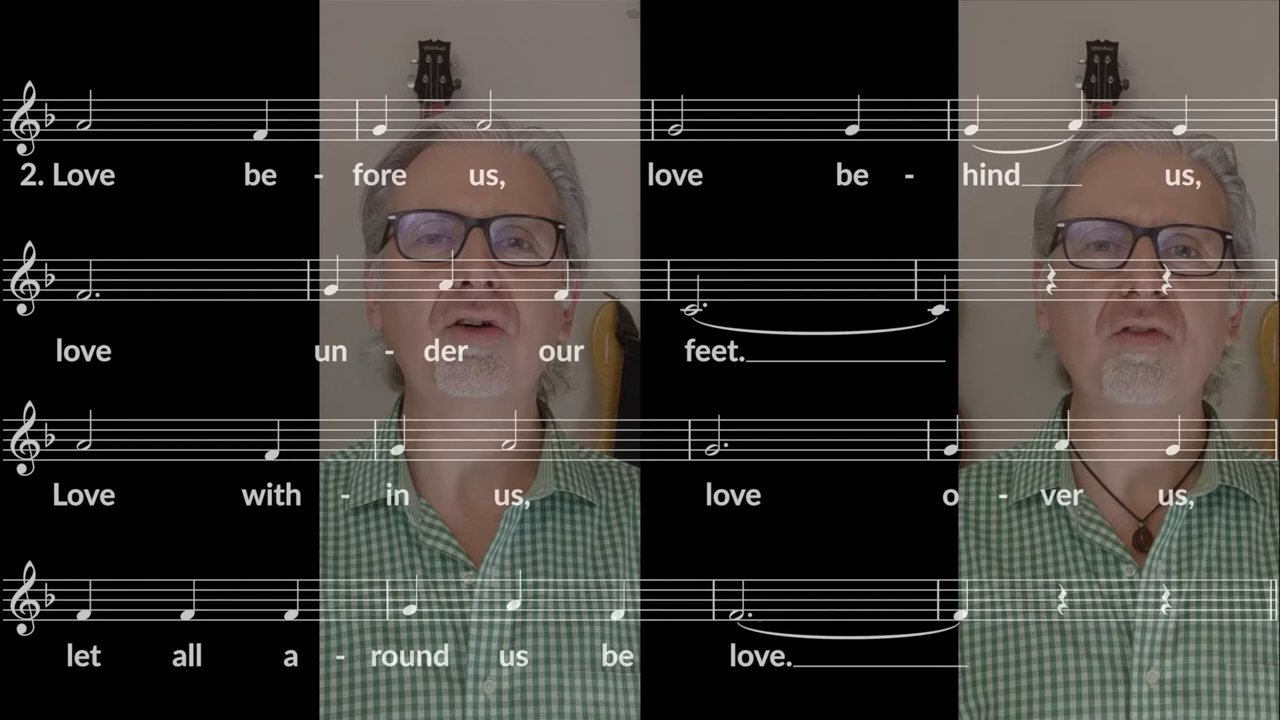 2. Love be - fore us, love be - hind us,
love un - der our feet.
Love with - in us, love o - ver us,
let all a - round us be love.